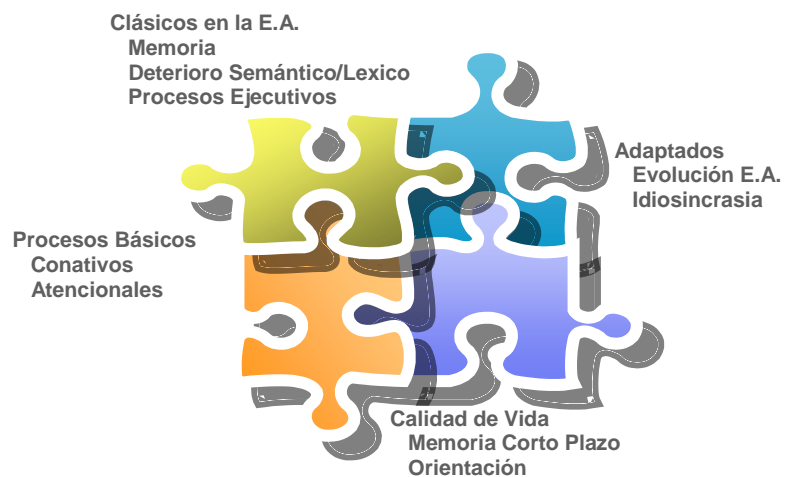 Clásicos en la E.A.
Memoria
Deterioro Semántico/Lexico
Procesos Ejecutivos
Adaptados
Evolución E.A.
Idiosincrasia
Procesos Básicos
Conativos
Atencionales
Calidad de Vida
Memoria Corto Plazo
Orientación